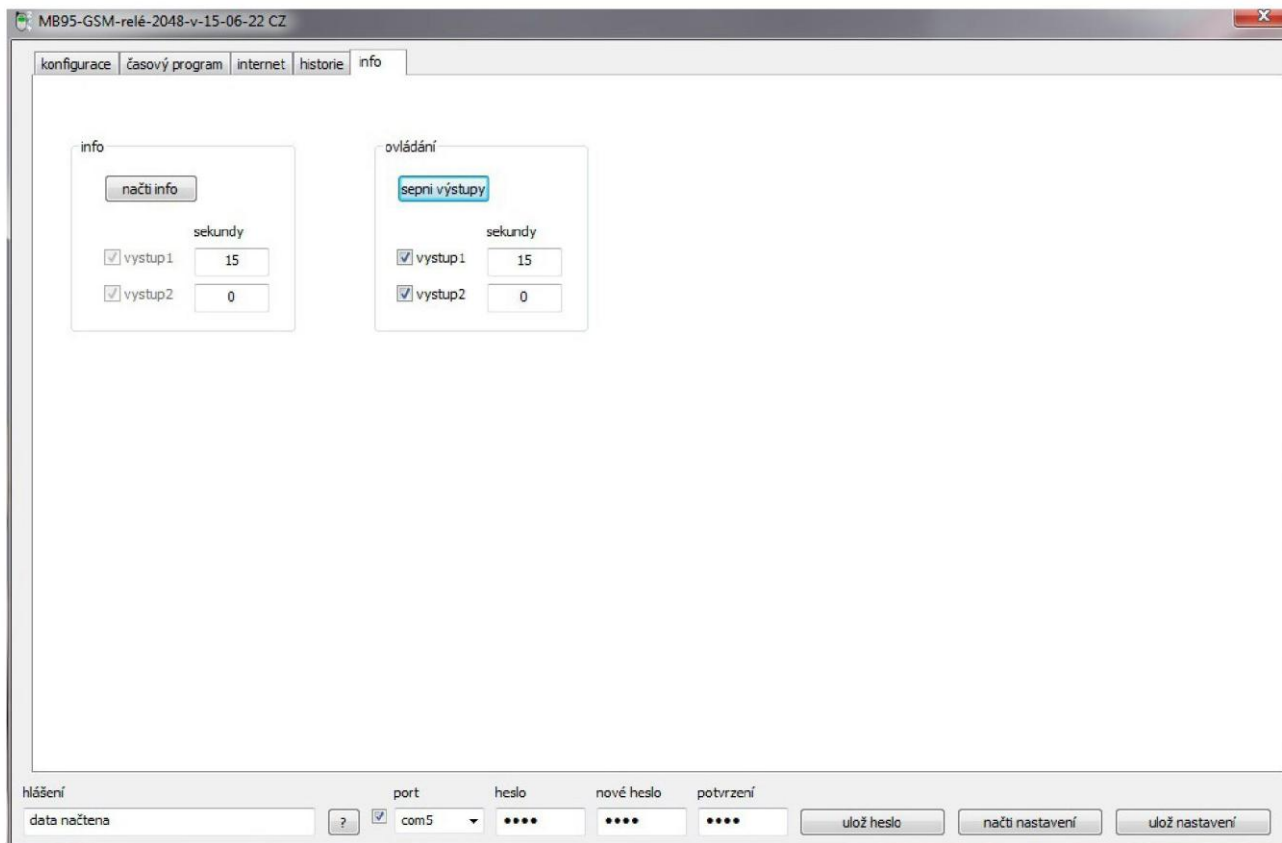 MB95-GSM-relé-2048-v-15-06-22 CZ
konfigurace časový program internet historie info
info
načti info
sekundy
vystup1 15
vystup2 0
ovládání
sepni výstupy
sekundy
vystup1 15
vystup2 0
hlášení port heslo nové heslo potvrzení
data načtena ? com5 •••• •••• •••• ulož heslo načti nastavení ulož nastavení